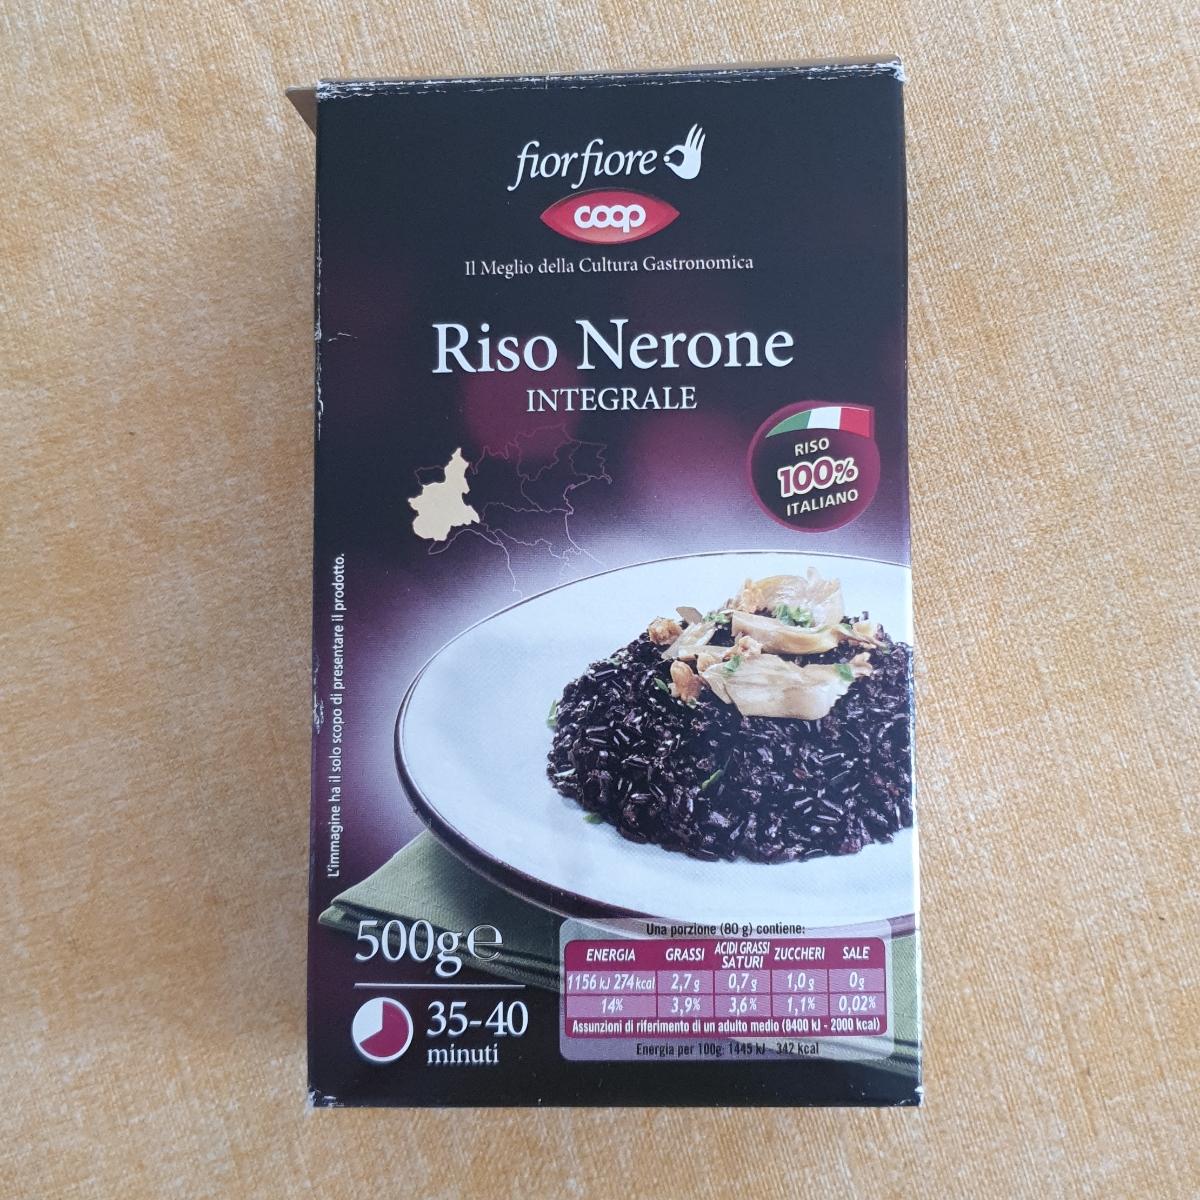 fiorfiore
coop
Il Meglio della Cultura Gastronomica
Riso Nerone
INTEGRALE
RISO
100%
ITALIANO
L'immagine ha il solo scopo di presentare il prodotto.
500g℮
35-40
minuti
Una porzione (80 g) contiene:
ENERGIA GRASSI ACIDI GRASSI SATURI ZUCCHERI SALE
1156 kJ 274 kcal 2,7 g 0,7 g 1,0 g 0 g
14% 3,9% 3,6% 1,1% 0,02%
Assunzioni di riferimento di un adulto medio (8400 kJ - 2000 kcal)
Energia per 100g: 1445 kJ - 342 kcal